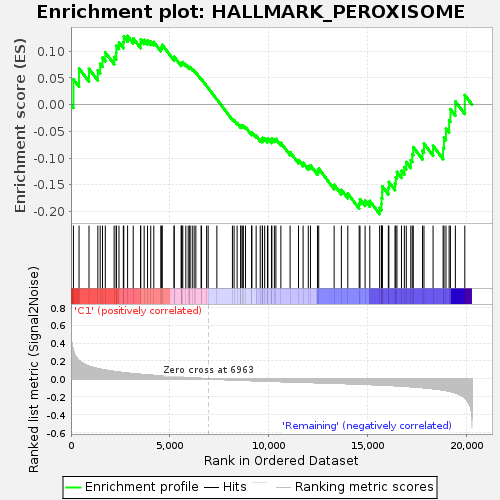 Enrichment plot: HALLMARK_PEROXISOME
Enrichment score (ES)
0.10
0.05
0.00
-0.05
-0.10
-0.15
-0.20
Ranked list metric (Signal2Noise)
'C1' (positively correlated)
0.8
0.6
0.4
0.2
0.0
-0.2
-0.4
-0.6
Zero cross at 6963
'Remaining' (negatively correlated)
0
5,000
10,000
15,000
20,000
Rank in Ordered Dataset
Enrichment profile
Hits
Ranking metric scores